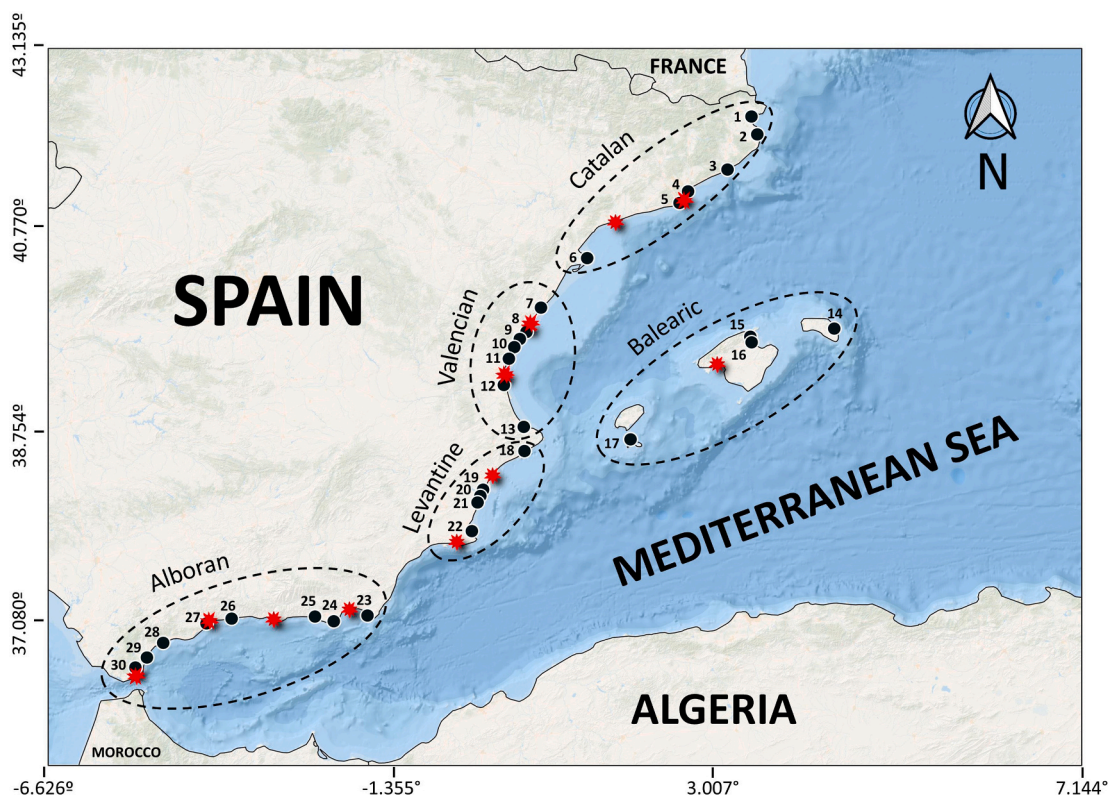 43.135º
FRANCE
1
2
Catalan
N
3
4
5
40.770º
6
SPAIN
Valencian
7
8
9
10
11
12
13
Balearic
14
15
16
17
38.754º
18
Levantine
19
20
21
22
MEDITERRANEAN SEA
Alboran
23
24
25
26
27
28
29
30
37.080º
ALGERIA
MOROCCO
-6.626º
-1.355°
3.007°
7.144°